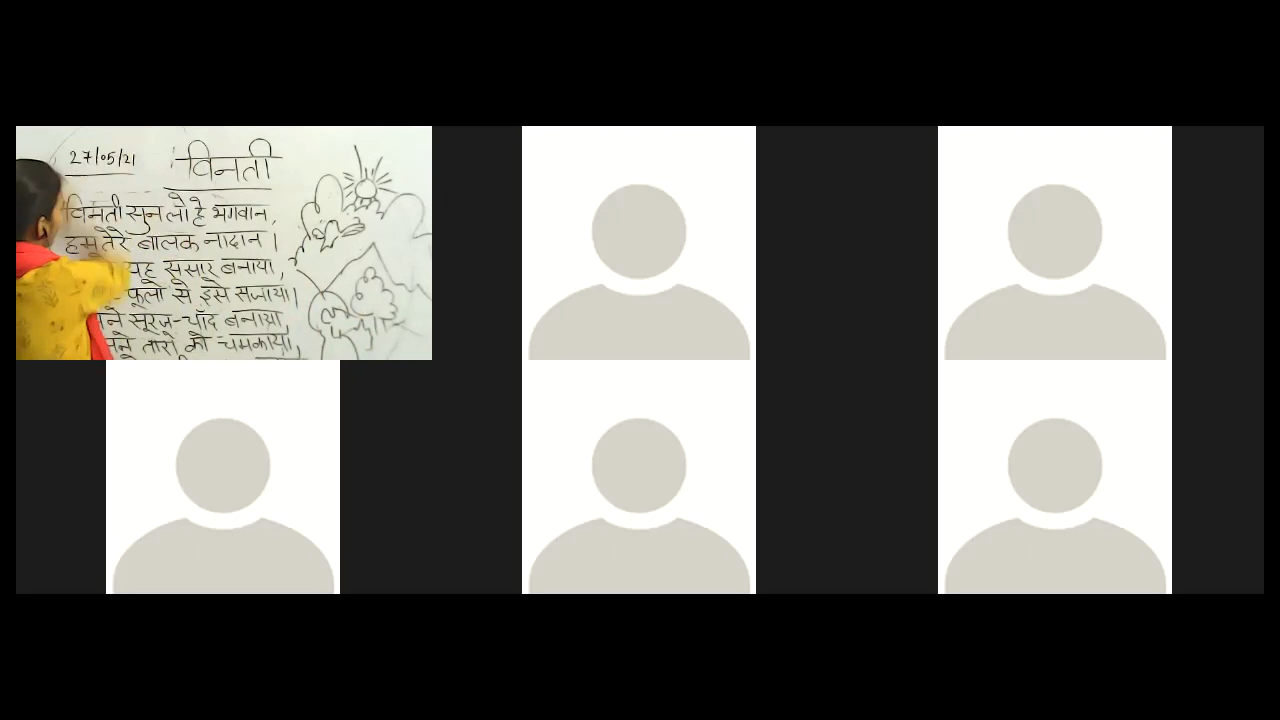 27/05/21
विनती
विनती सुन लो हे भगवान,
हम तेरे बालक नादान।
यह संसार बनाया,
फूलों से इसे सजाया।
ने सूरज-चाँद बनाया,
ने तारों को चमकाया,